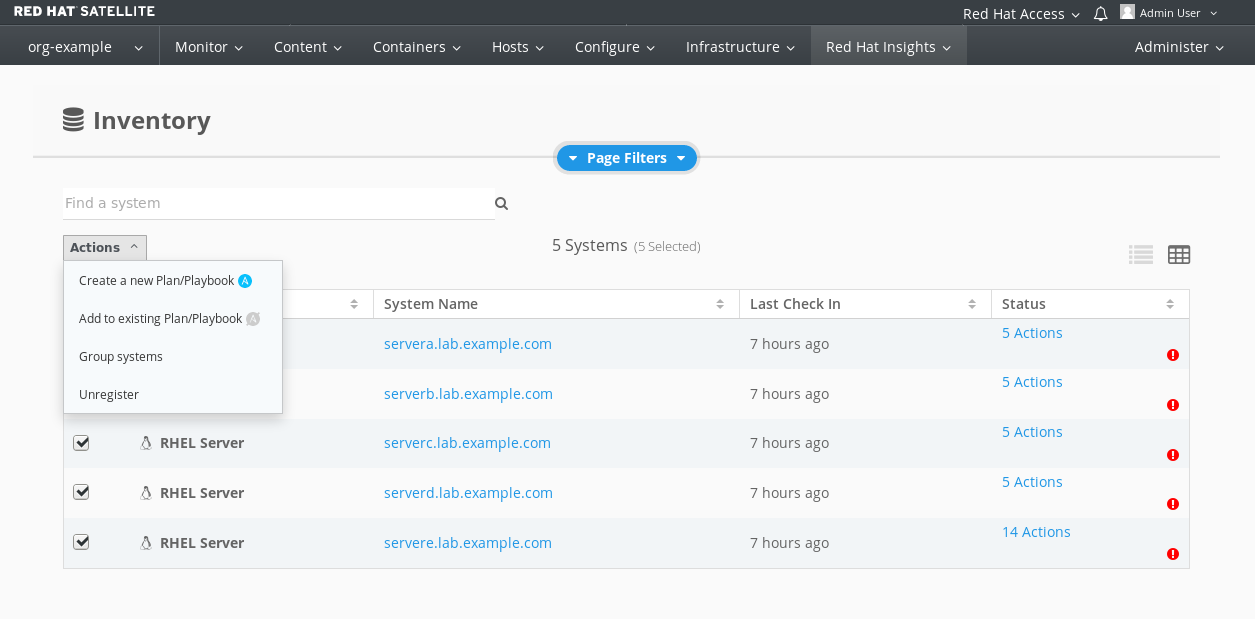 RED HAT SATELLITE
Red Hat Access
Admin User
org-example Monitor Content Containers Hosts Configure Infrastructure Red Hat Insights Administer
Inventory
Page Filters
Find a system
Actions
5 Systems (5 Selected)
Create a new Plan/Playbook A
Add to existing Plan/Playbook A
Group systems
Unregister
System Name Last Check In Status
servera.lab.example.com 7 hours ago 5 Actions
serverb.lab.example.com 7 hours ago 5 Actions
RHEL Server serverc.lab.example.com 7 hours ago 5 Actions
RHEL Server serverd.lab.example.com 7 hours ago 5 Actions
RHEL Server servere.lab.example.com 7 hours ago 14 Actions